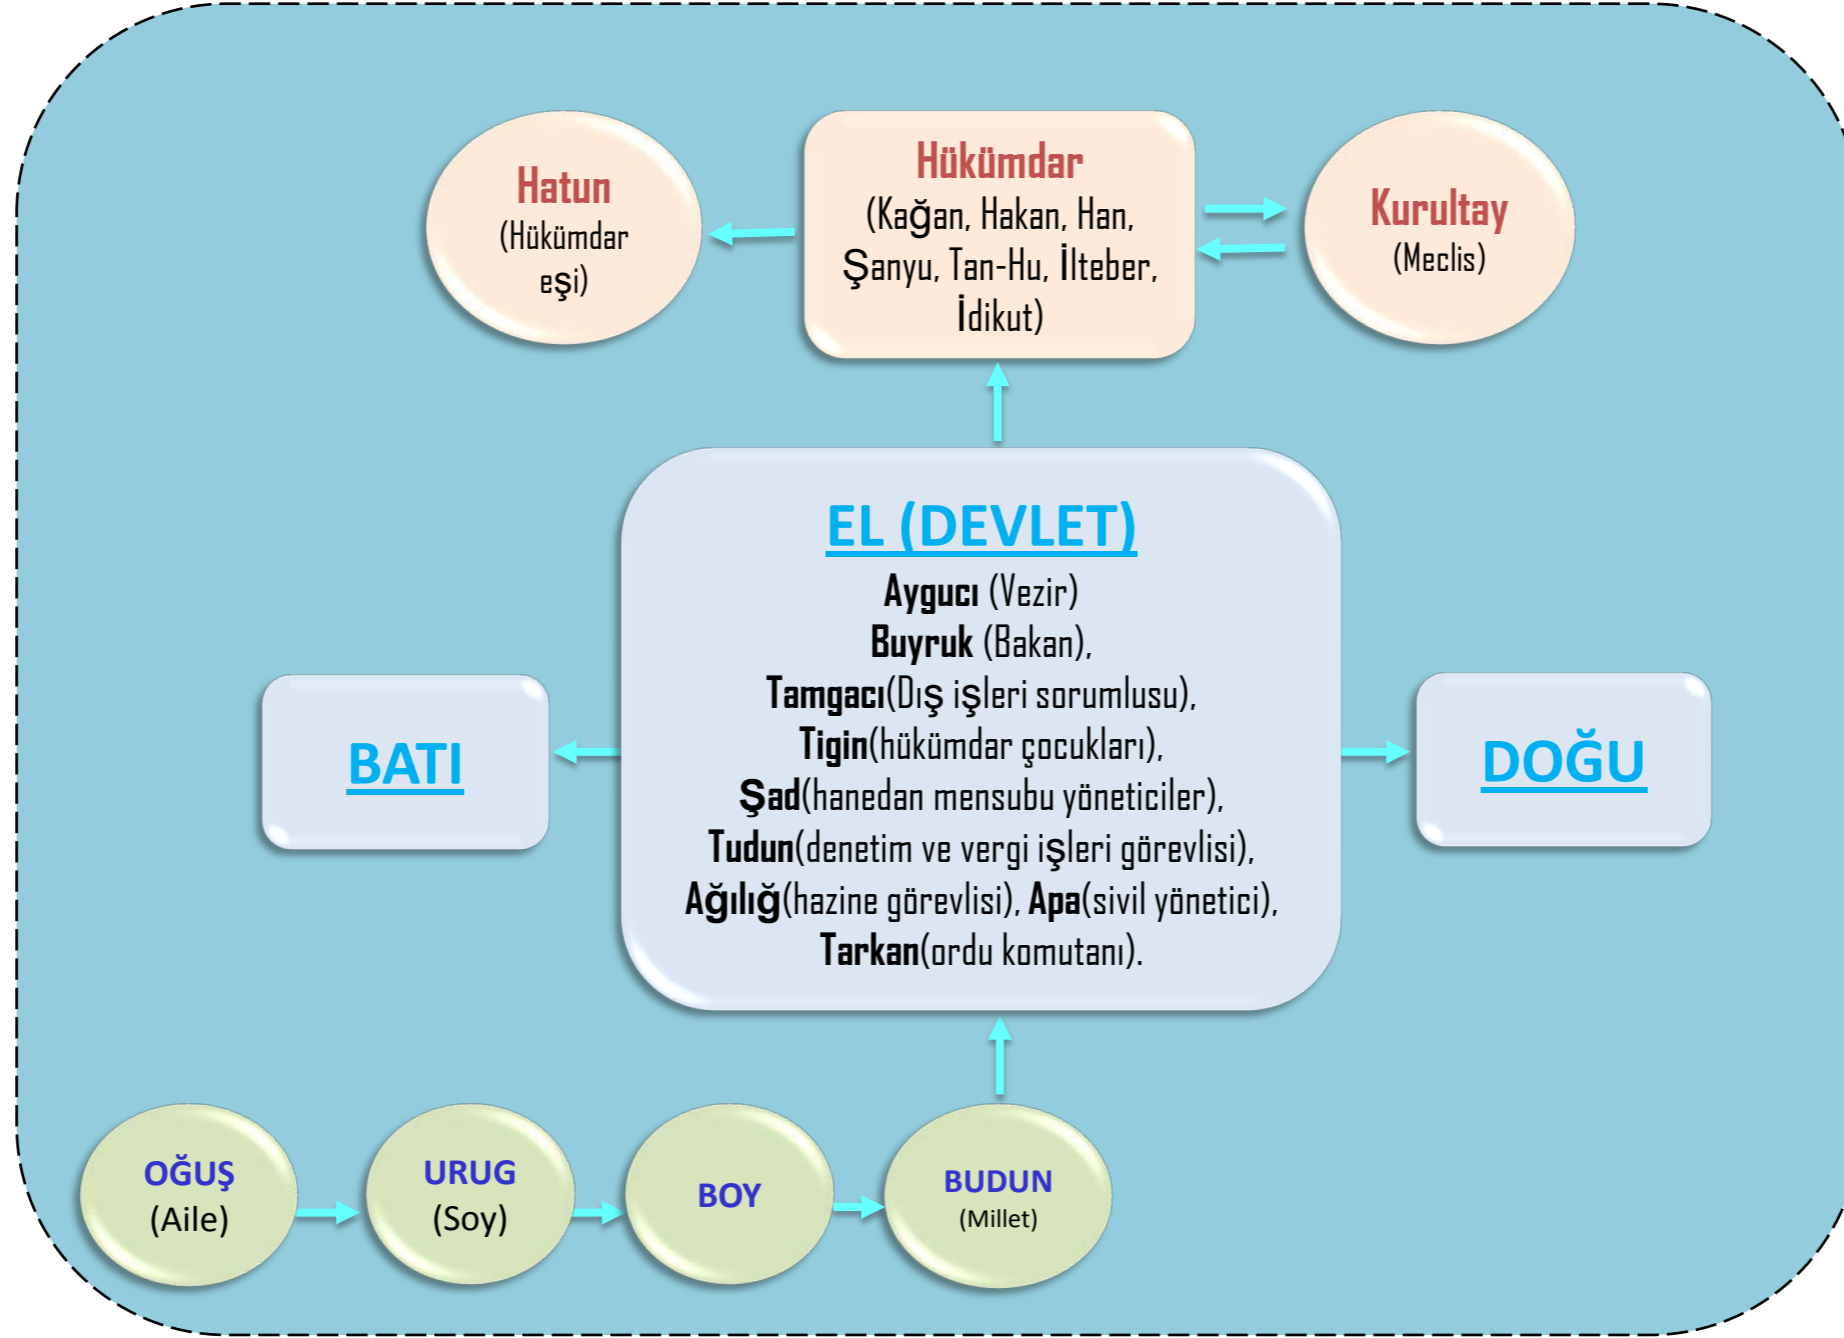 Hatun
(Hükümdar
eşi)
Hükümdar
(Kağan, Hakan, Han,
Şanyu, Tan-Hu, İlteber,
İdikut)
Kurultay
(Meclis)
EL (DEVLET)
Aygucı (Vezir)
Buyruk (Bakan),
Tamgacı(Dış işleri sorumlusu),
Tigin(hükümdar çocukları),
Şad(hanedan mensubu yöneticiler),
Tudun(denetim ve vergi işleri görevlisi),
Ağılığ(hazine görevlisi), Apa(sivil yönetici),
Tarkan(ordu komutanı).
BATI
DOĞU
OĞUŞ
(Aile)
URUG
(Soy)
BOY
BUDUN
(Millet)